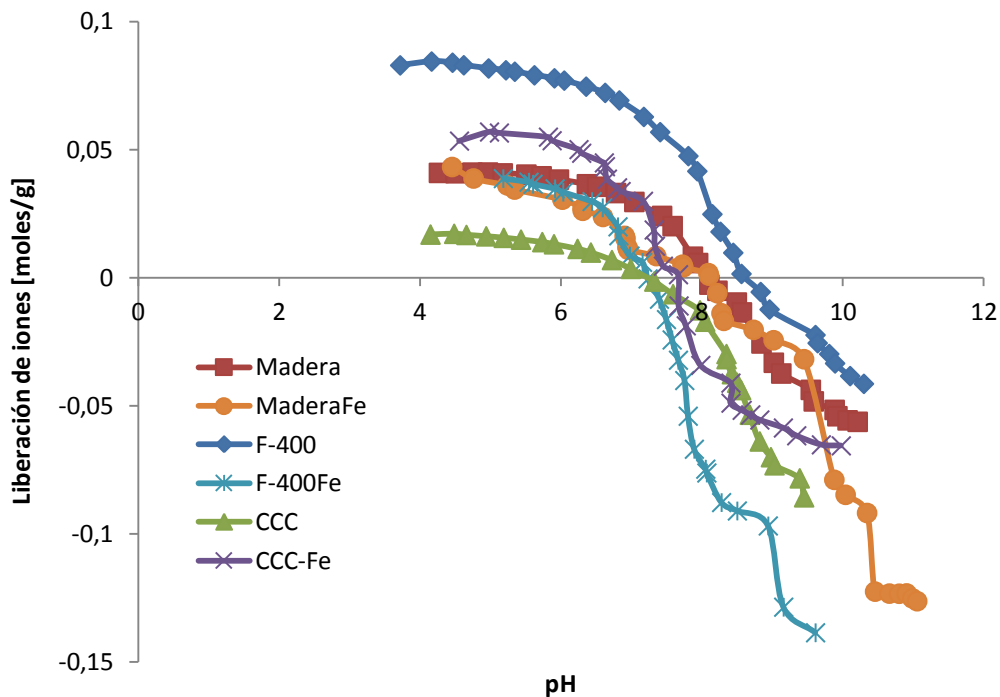 0,1
0,05
0
-0,05
-0,1
-0,15
0
2
4
6
8
10
12
Liberación de iones [moles/g]
pH
Madera
MaderaFe
F-400
F-400Fe
CCC
CCC-Fe